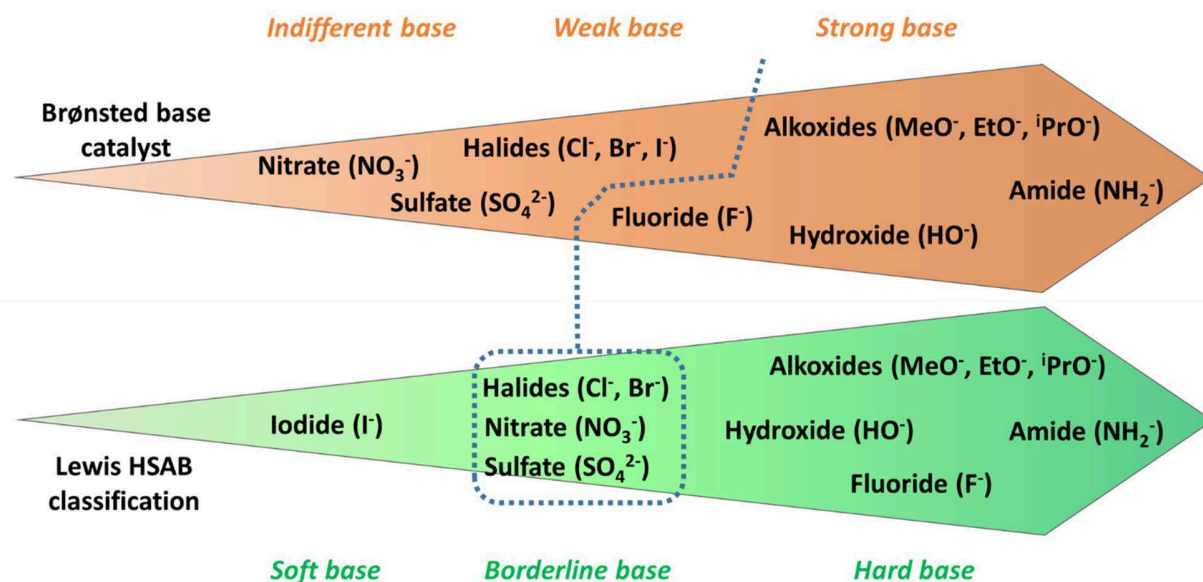 Indifferent base Weak base Strong base
Brønsted base
catalyst
Alkoxides (MeO⁻, EtO⁻, ⁱPrO⁻)
Halides (Cl⁻, Br⁻, I⁻)
Nitrate (NO₃⁻)
Amide (NH₂⁻)
Sulfate (SO₄²⁻)
Fluoride (F⁻)
Hydroxide (HO⁻)
Alkoxides (MeO⁻, EtO⁻, ⁱPrO⁻)
Halides (Cl⁻, Br⁻)
Iodide (I⁻)
Nitrate (NO₃⁻)
Hydroxide (HO⁻)
Amide (NH₂⁻)
Sulfate (SO₄²⁻)
Fluoride (F⁻)
Lewis HSAB
classification
Soft base Borderline base Hard base